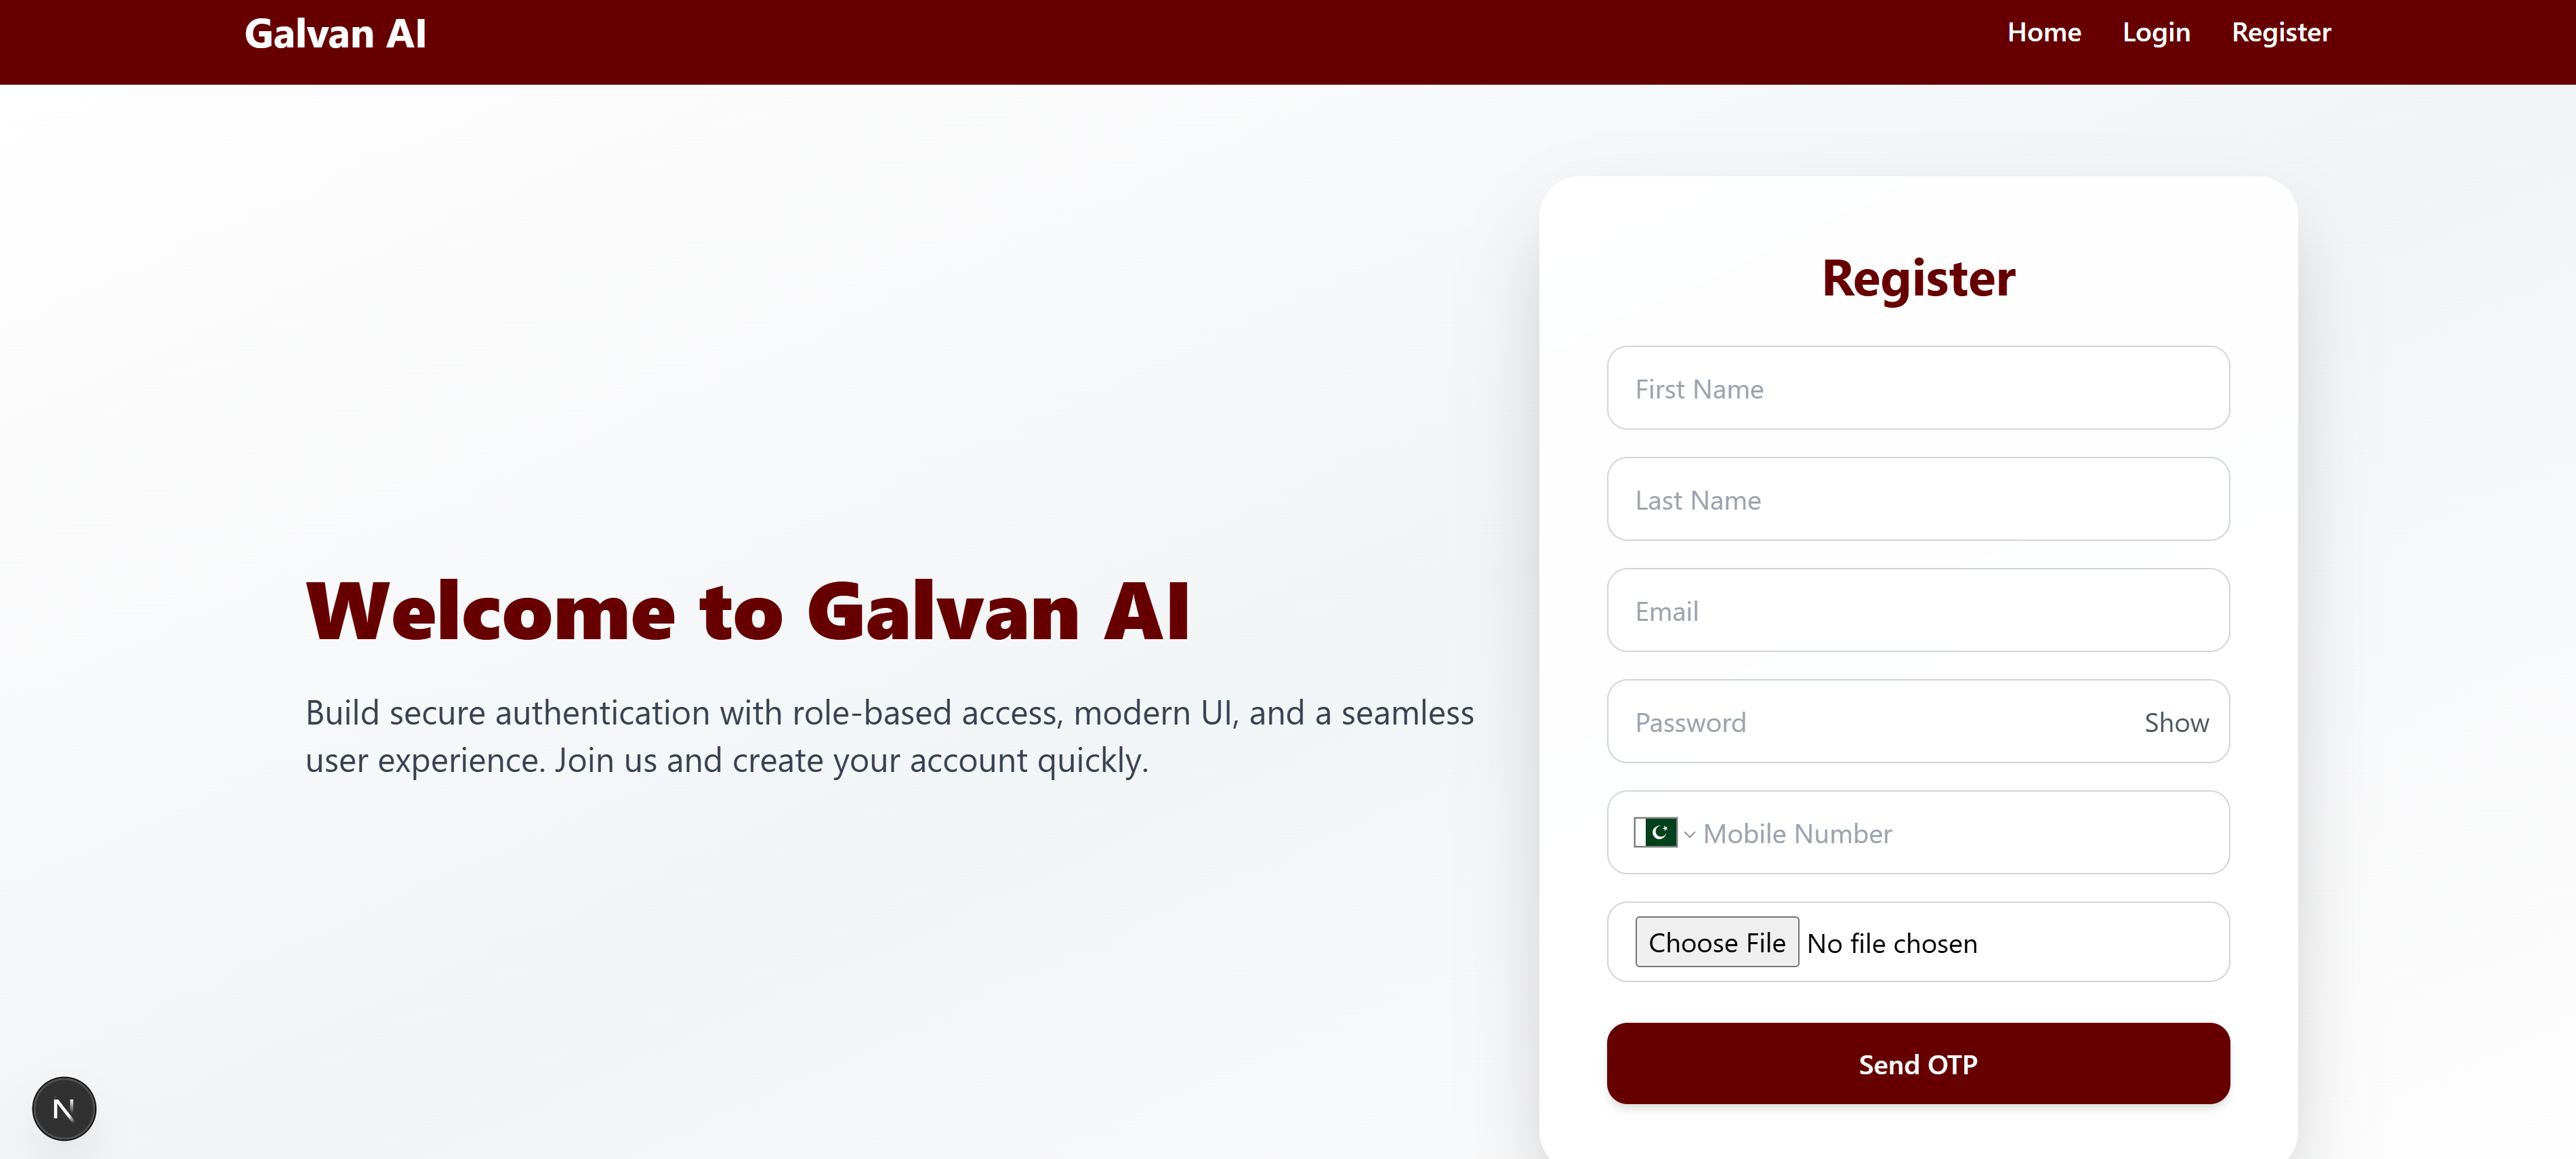 Galvan AI
Home Login Register
Welcome to Galvan AI
Build secure authentication with role-based access, modern UI, and a seamless
user experience. Join us and create your account quickly.
Register
First Name
Last Name
Email
Password Show
Mobile Number
Choose File No file chosen
Send OTP
N